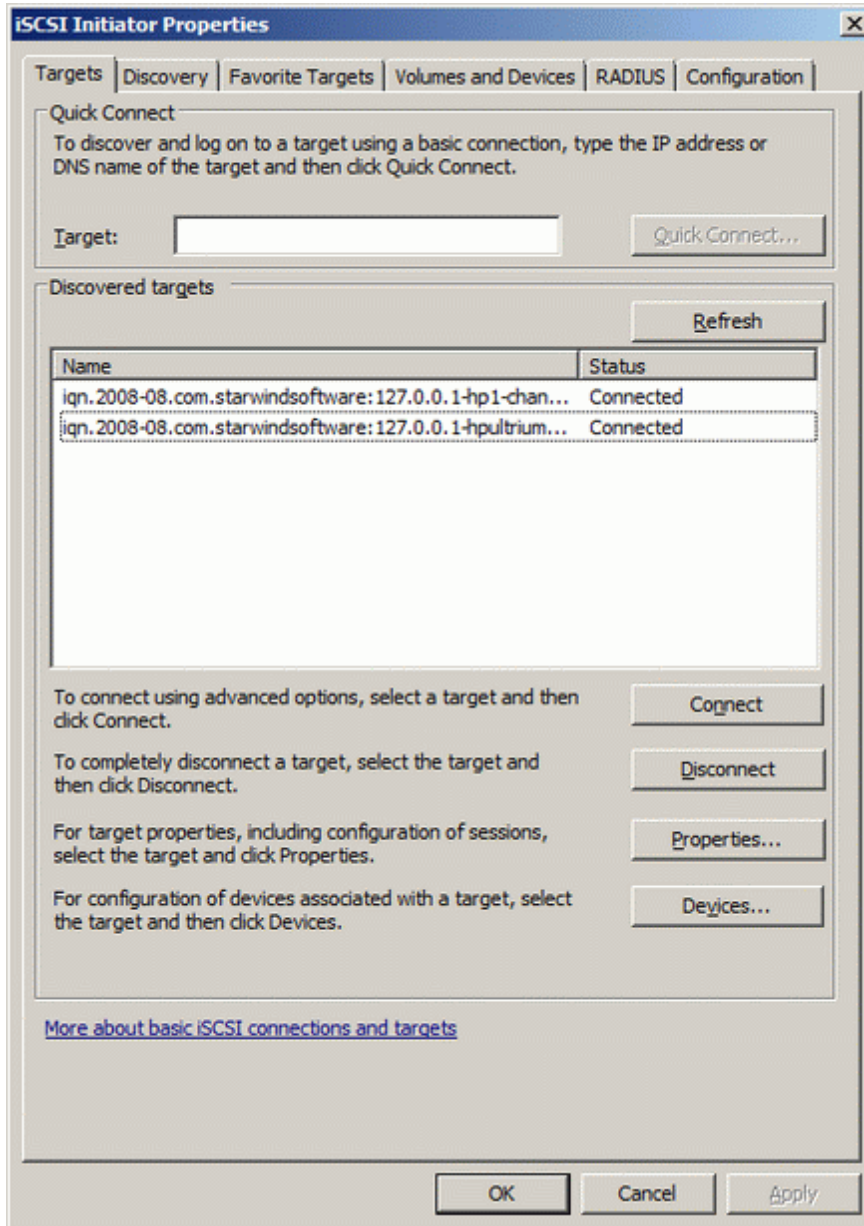 iSCSI Initiator Properties
Targets Discovery Favorite Targets Volumes and Devices RADIUS Configuration
Quick Connect
To discover and log on to a target using a basic connection, type the IP address or
DNS name of the target and then click Quick Connect.
Target: Quick Connect...
Discovered targets
Refresh
Name Status
iqn.2008-08.com.starwindsoftware:127.0.0.1-hp1-chan... Connected
iqn.2008-08.com.starwindsoftware:127.0.0.1-hpultrium... Connected
To connect using advanced options, select a target and then
click Connect.
Connect
To completely disconnect a target, select the target and
then click Disconnect.
Disconnect
For target properties, including configuration of sessions,
select the target and click Properties.
Properties...
For configuration of devices associated with a target, select
the target and then click Devices.
Devices...
More about basic iSCSI connections and targets
OK Cancel Apply